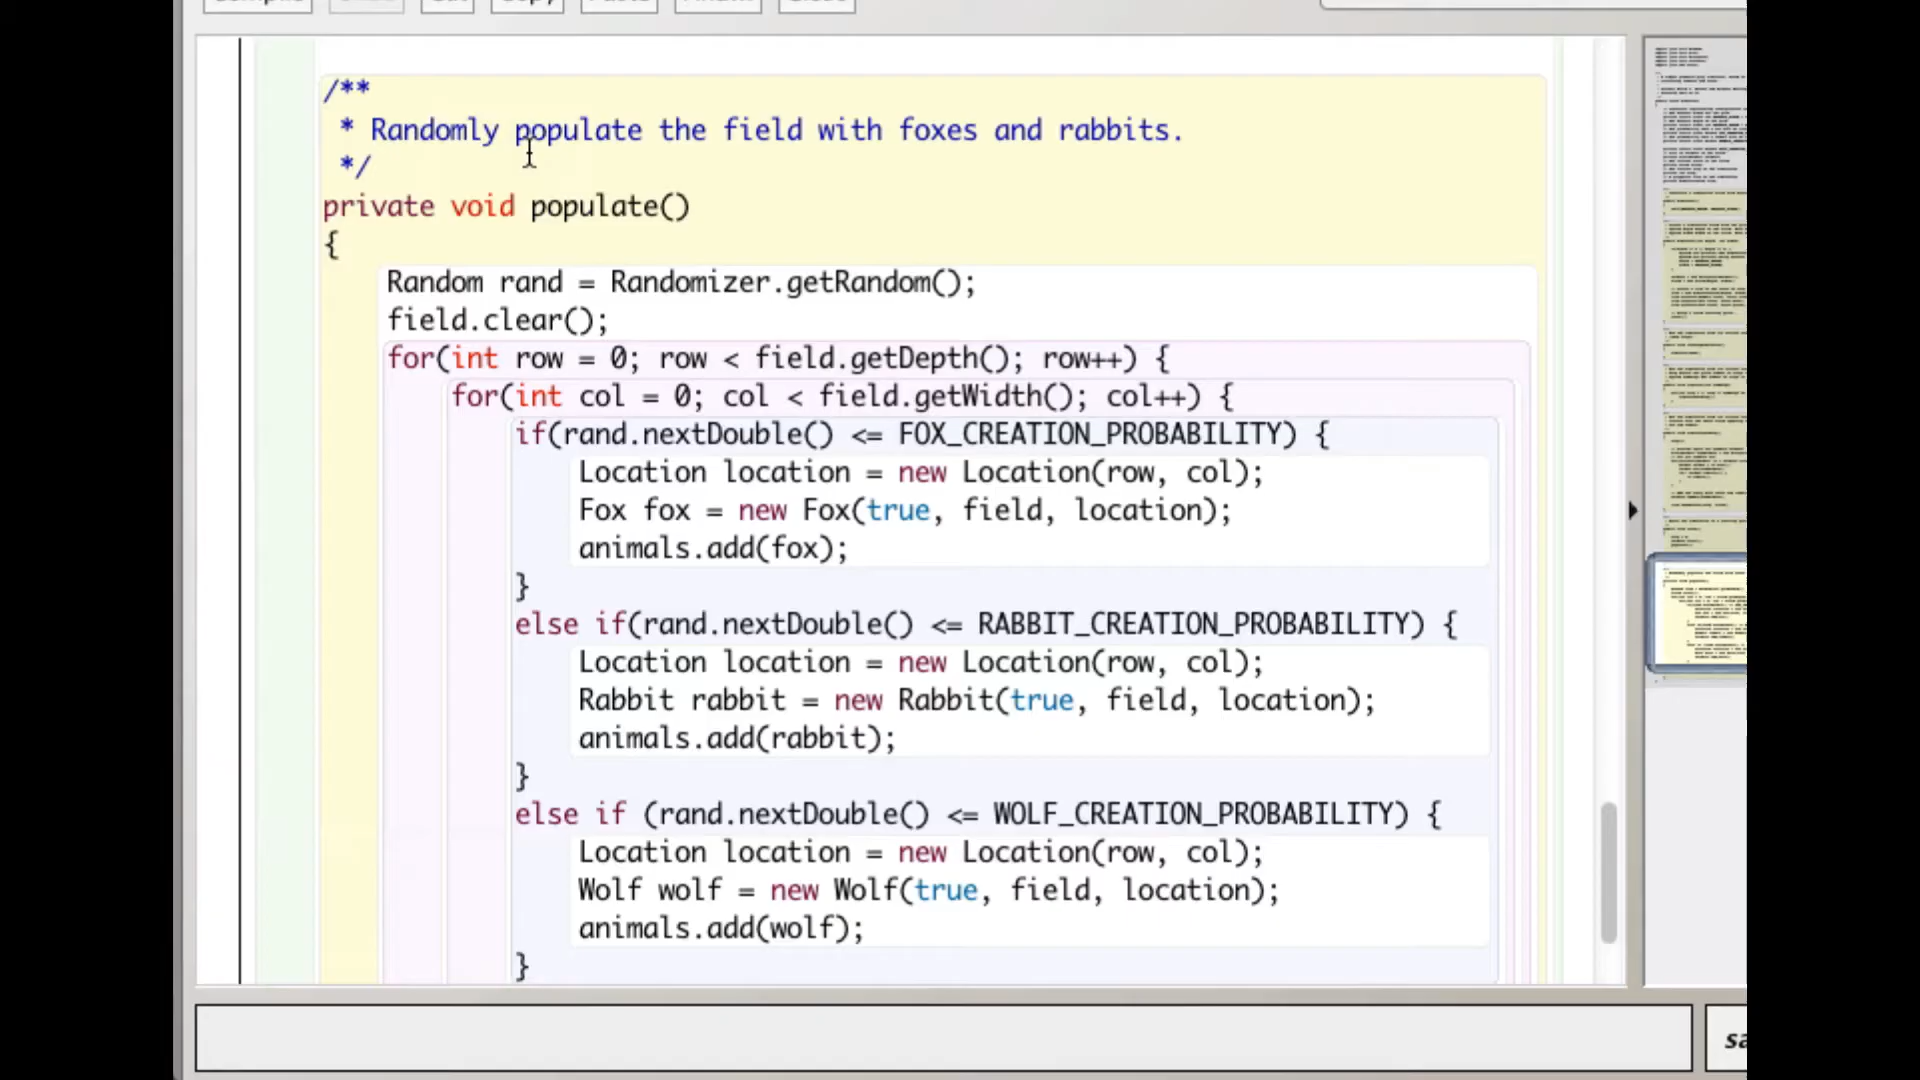 /**
* Randomly populate the field with foxes and rabbits.
*/
private void populate()
{
Random rand = Randomizer.getRandom();
field.clear();
for(int row = 0; row < field.getDepth(); row++) {
for(int col = 0; col < field.getWidth(); col++) {
if(rand.nextDouble() <= FOX_CREATION_PROBABILITY) {
Location location = new Location(row, col);
Fox fox = new Fox(true, field, location);
animals.add(fox);
}
else if(rand.nextDouble() <= RABBIT_CREATION_PROBABILITY) {
Location location = new Location(row, col);
Rabbit rabbit = new Rabbit(true, field, location);
animals.add(rabbit);
}
else if (rand.nextDouble() <= WOLF_CREATION_PROBABILITY) {
Location location = new Location(row, col);
Wolf wolf = new Wolf(true, field, location);
animals.add(wolf);
}